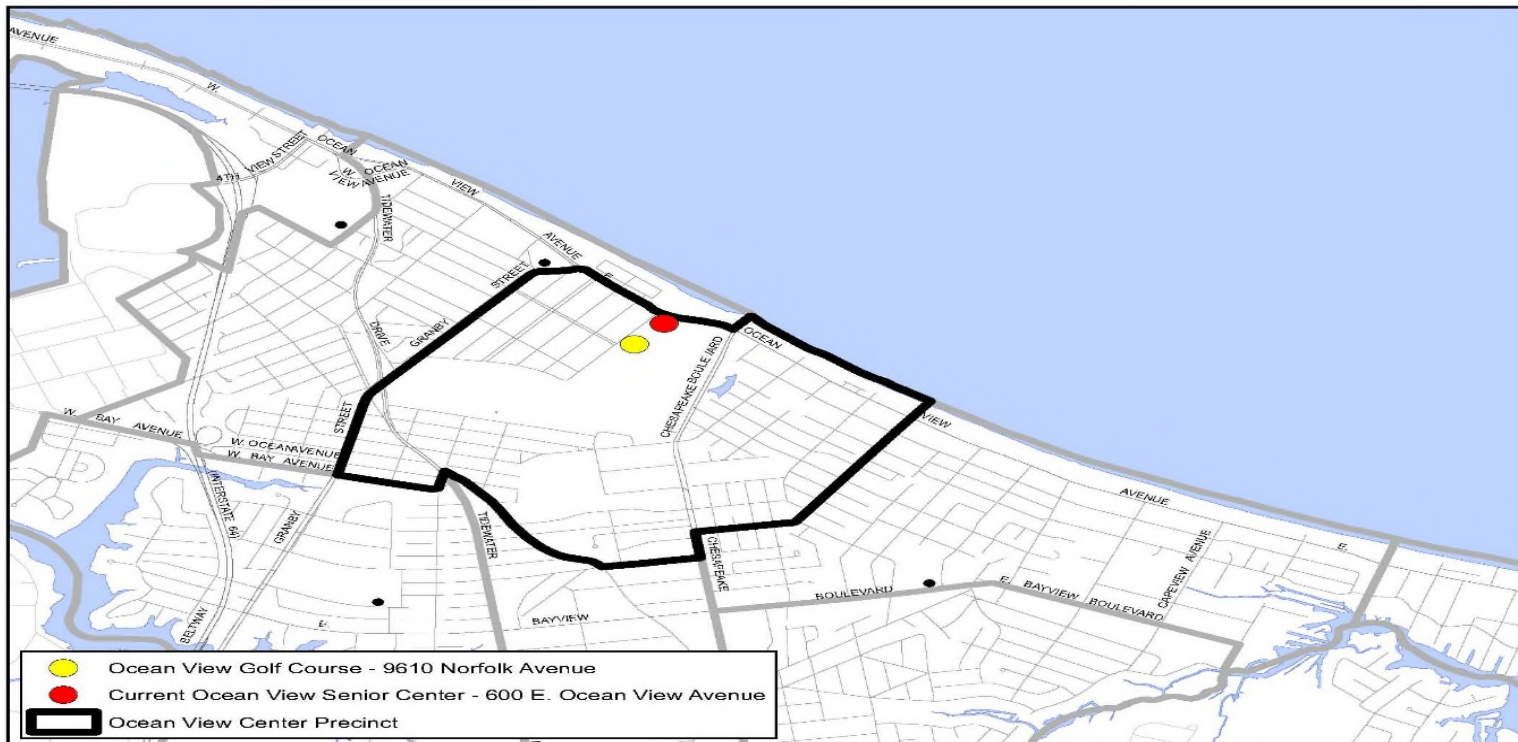 AVENUE
W.
OCEAN
4TH VIEW STREET
W. OCEAN
VIEW AVENUE
VIEW
TIDEWATER
AVENUE
E.
STREET
GRANBY
DRIVE
OCEAN
CHESAPEAKE BOULEVARD
STREET
VIEW
W. BAY AVENUE
W. OCEAN AVENUE
W. BAY AVENUE
INTERSTATE 64
GRANBY
TIDEWATER
AVENUE
E.
CAPEVIEW AVENUE
CHESAPEAKE
BOULEVARD
E. BAYVIEW BOULEVARD
BELTWAY
E.
BAYVIEW
Ocean View Golf Course - 9610 Norfolk Avenue
Current Ocean View Senior Center - 600 E. Ocean View Avenue
Ocean View Center Precinct